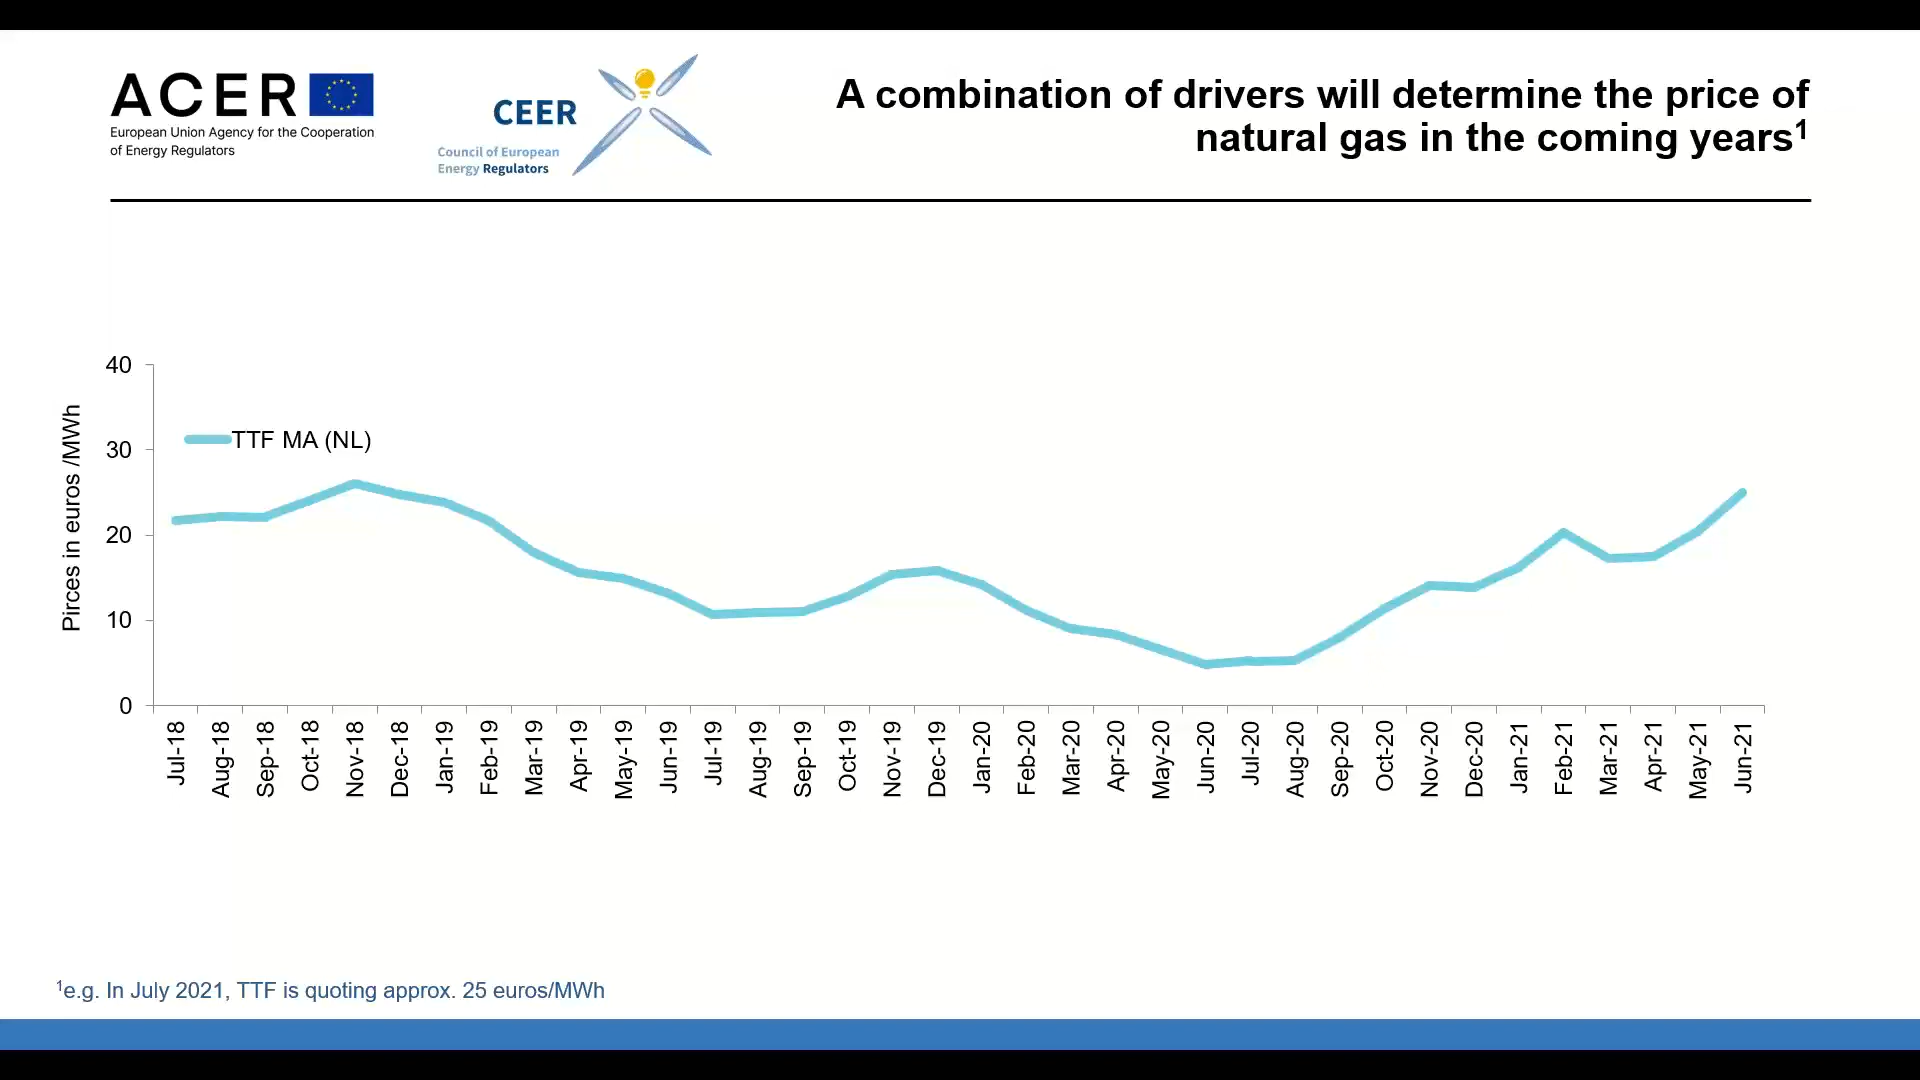 ACER
European Union Agency for the Cooperation
of Energy Regulators
CEER
Council of European
Energy Regulators
A combination of drivers will determine the price of
natural gas in the coming years¹
Pirces in euros /MWh
40
30
20
10
0
TTF MA (NL)
Jul-18
Aug-18
Sep-18
Oct-18
Nov-18
Dec-18
Jan-19
Feb-19
Mar-19
Apr-19
May-19
Jun-19
Jul-19
Aug-19
Sep-19
Oct-19
Nov-19
Dec-19
Jan-20
Feb-20
Mar-20
Apr-20
May-20
Jun-20
Jul-20
Aug-20
Sep-20
Oct-20
Nov-20
Dec-20
Jan-21
Feb-21
Mar-21
Apr-21
May-21
Jun-21
¹e.g. In July 2021, TTF is quoting approx. 25 euros/MWh